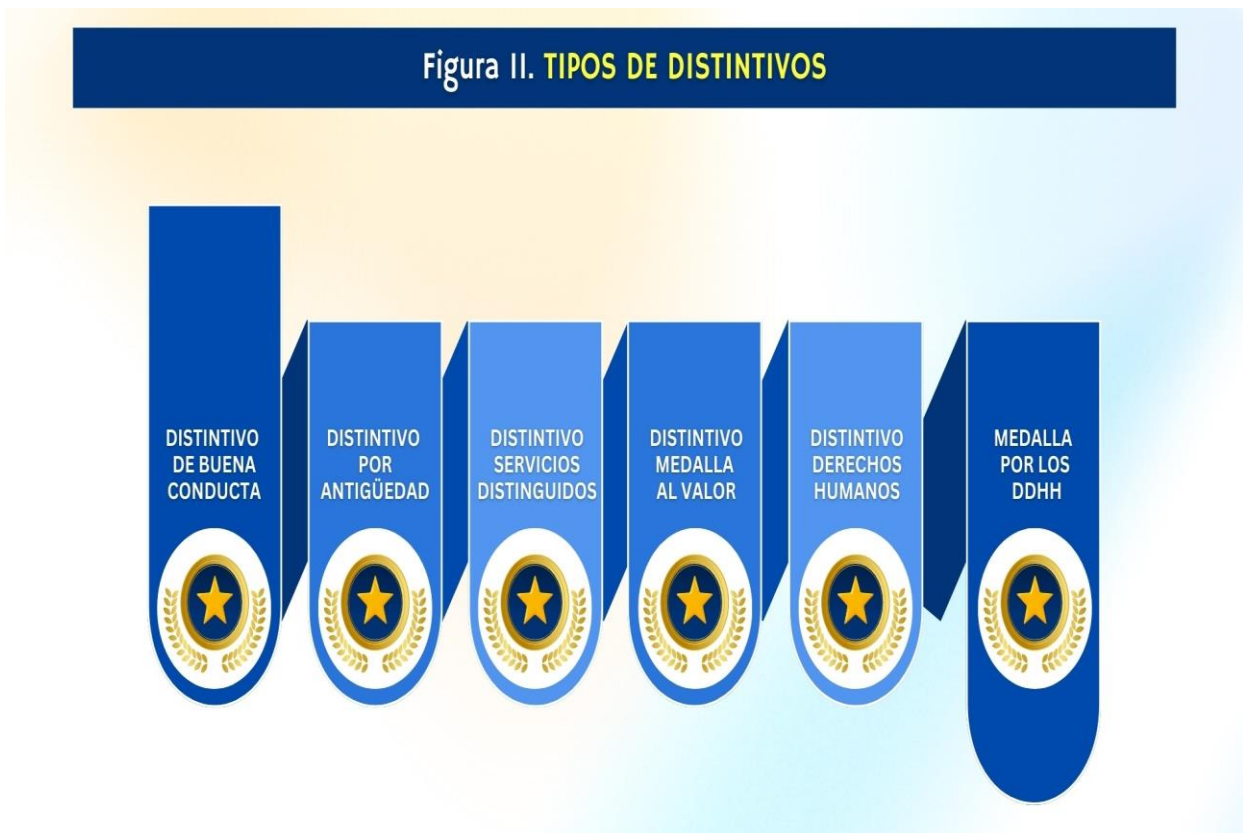 Figura II. TIPOS DE DISTINTIVOS
DISTINTIVO
DE BUENA
CONDUCTA
DISTINTIVO
POR
ANTIGÜEDAD
DISTINTIVO
SERVICIOS
DISTINGUIDOS
DISTINTIVO
MEDALLA
AL VALOR
DISTINTIVO
DERECHOS
HUMANOS
MEDALLA
POR LOS
DDHH